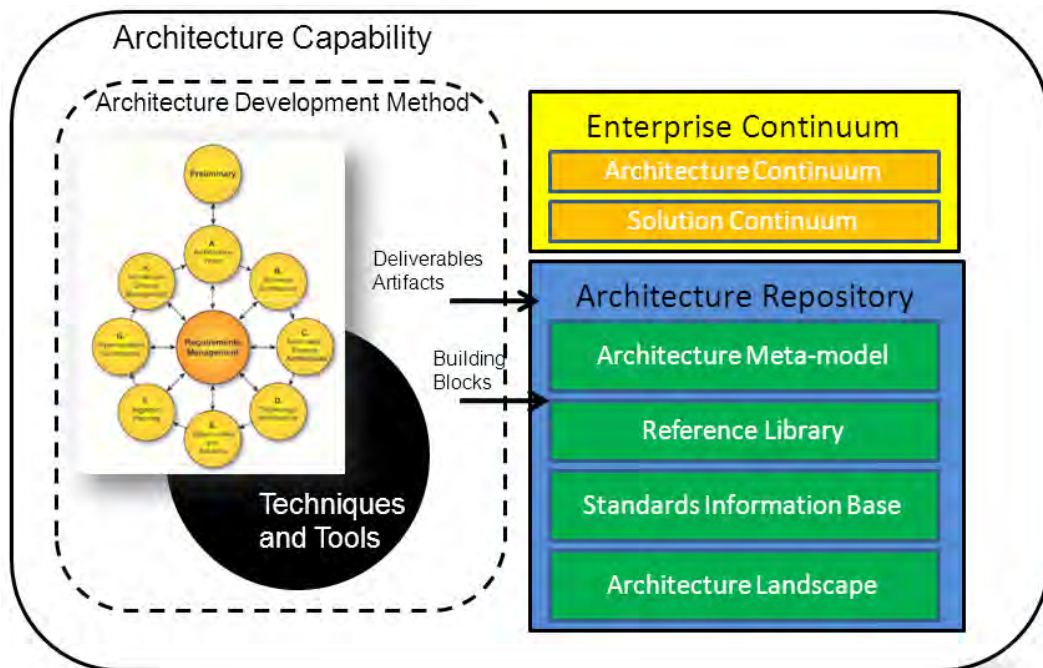 Architecture Capability
Architecture Development Method
Preliminary
A.
B.
C.
D.
E.
G.
Requirements
Management
Techniques
and Tools
Deliverables
Artifacts
Building
Blocks
Enterprise Continuum
Architecture Continuum
Solution Continuum
Architecture Repository
Architecture Meta-model
Reference Library
Standards Information Base
Architecture Landscape